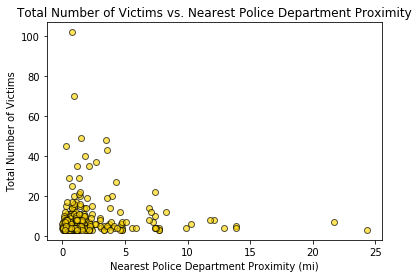 Total Number of Victims vs. Nearest Police Department Proximity
100
80
60
40
20
0
Total Number of Victims
0 5 10 15 20 25
Nearest Police Department Proximity (mi)